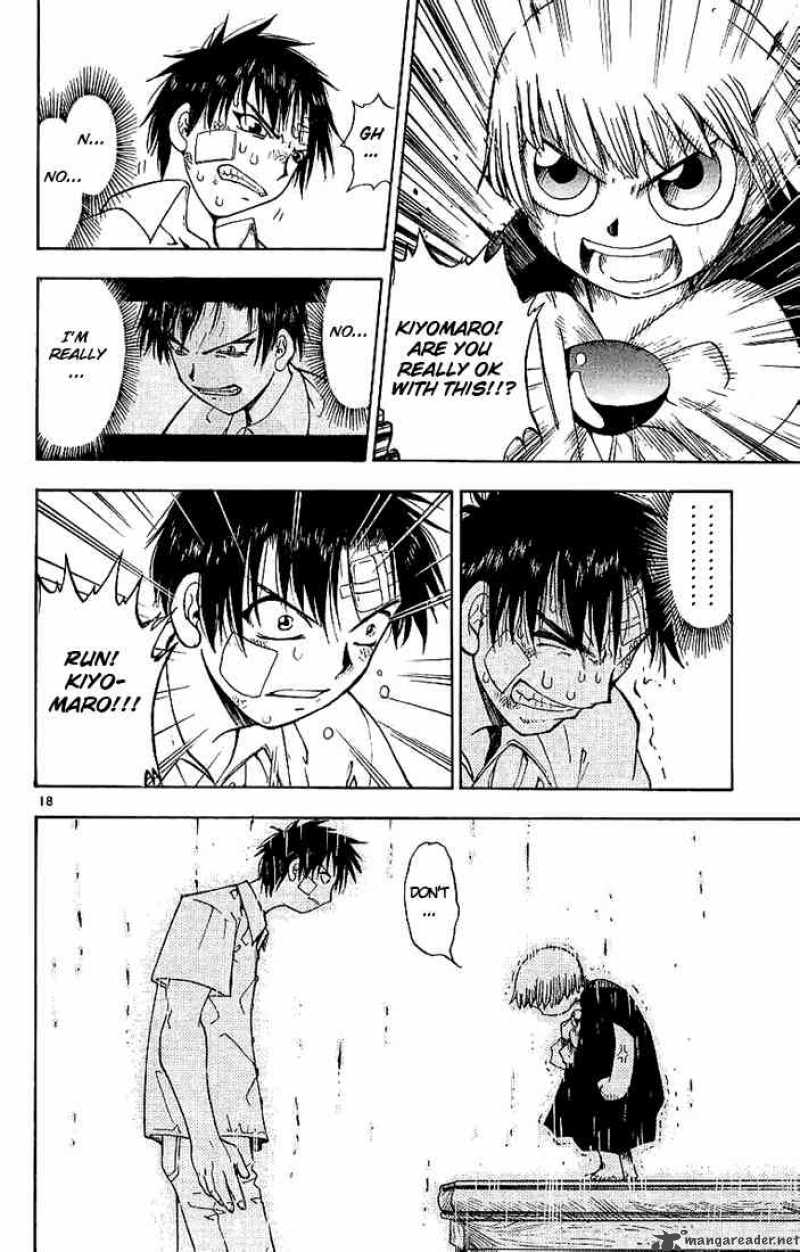 KIYOMARO!
ARE YOU
REALLY OK
WITH THIS!!?
GH
...
N...
NO...
NO...
I'M
REALLY
...
.........
RUN!
KIYO-
MARO!!!
18
DON'T
...
mangareader.net